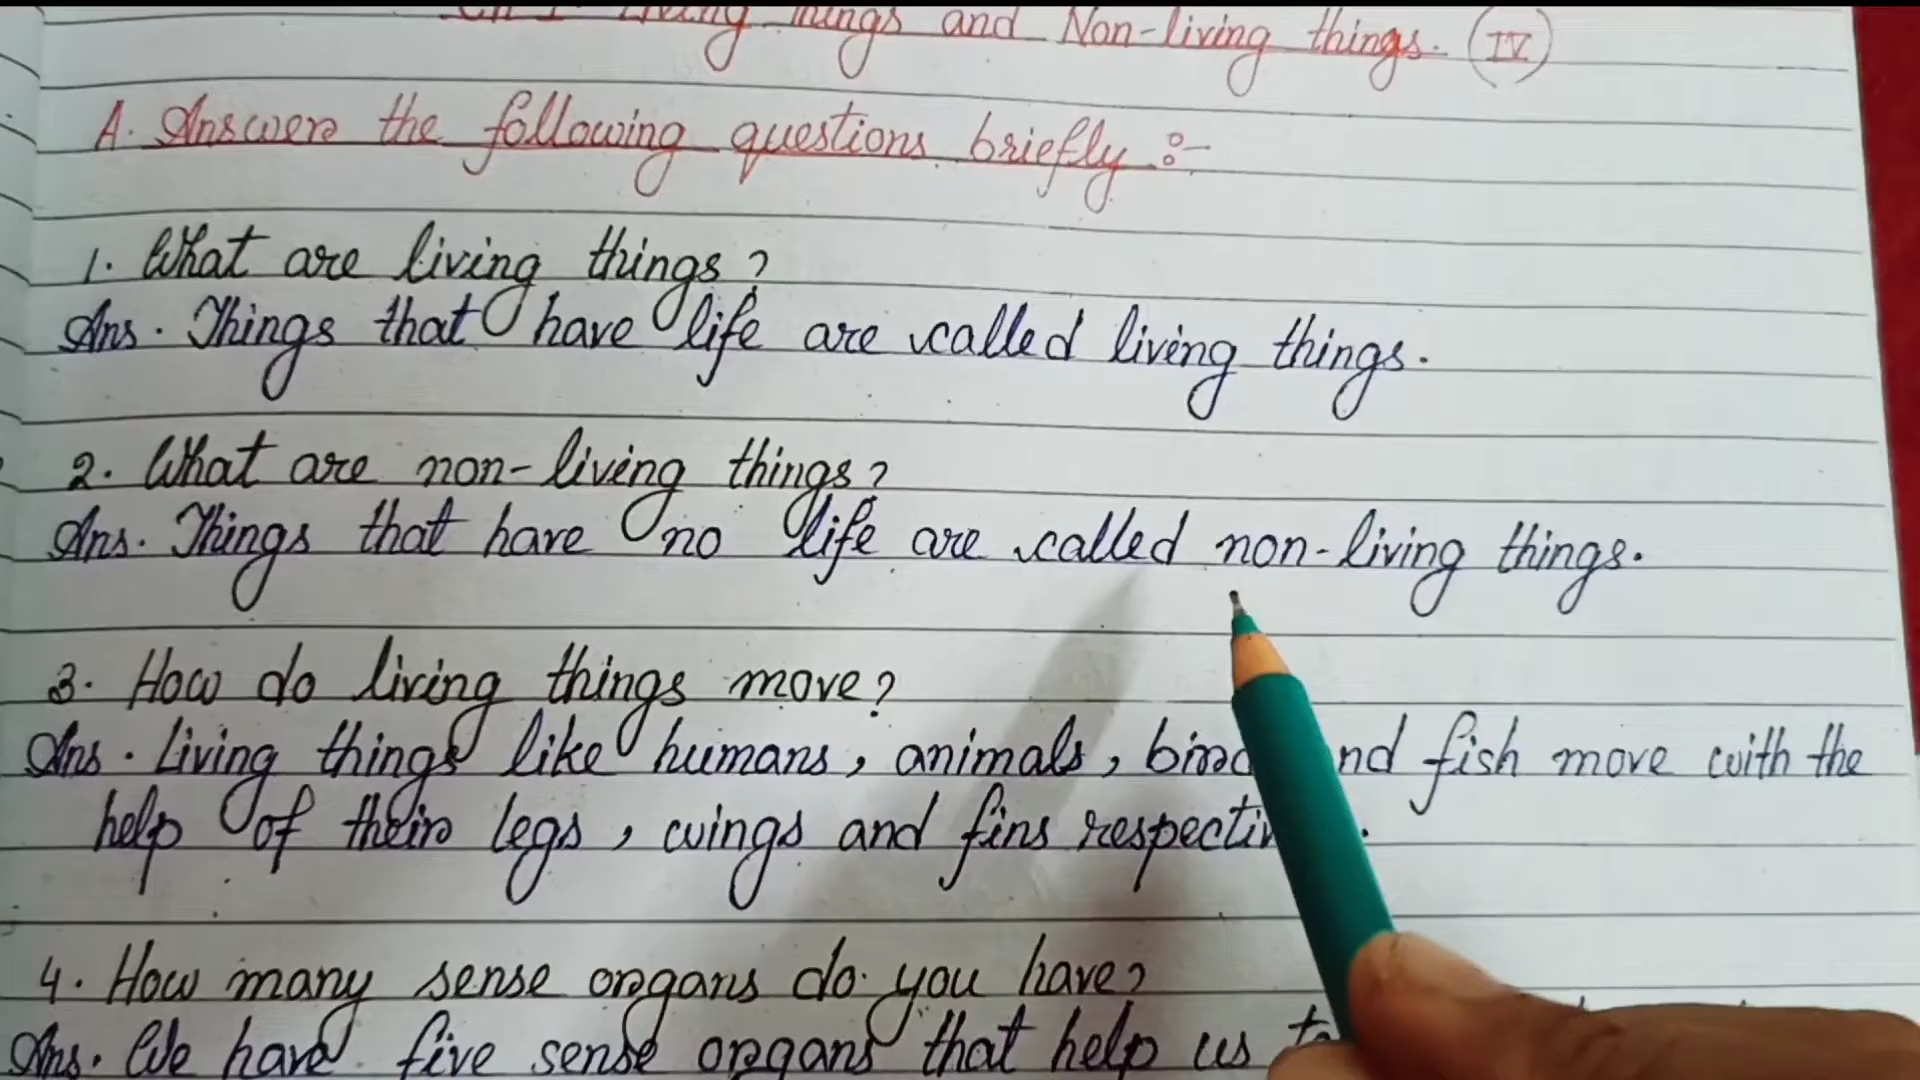 Living things and Non-living things. (IV)
A. Answer the following questions briefly :-
1. What are living things?
Ans. Things that have life are called living things.
2. What are non-living things?
Ans. Things that have no life are called non-living things.
3. How do living things move?
Ans. Living things like humans, animals, and fish move with the
help of their legs, wings and fins
4. How many sense organs do you have?
Ans. We have five sense organs that help us